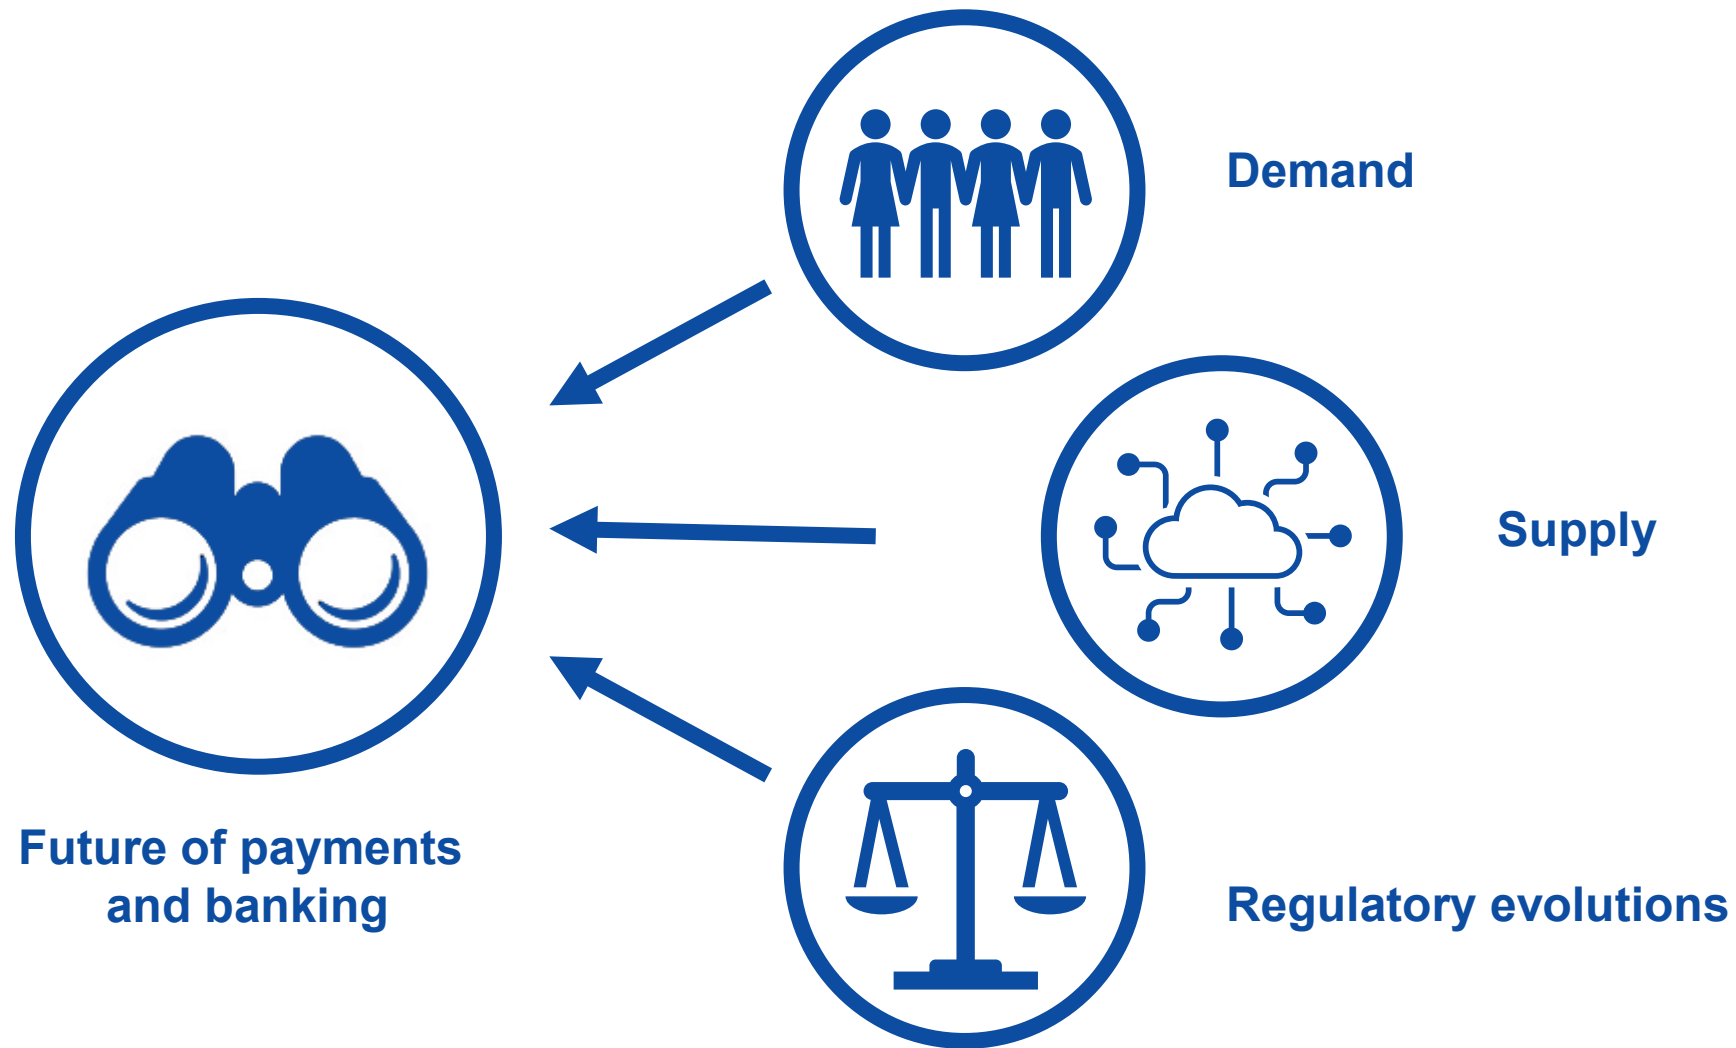 Demand
Supply
Future of payments
and banking
Regulatory evolutions